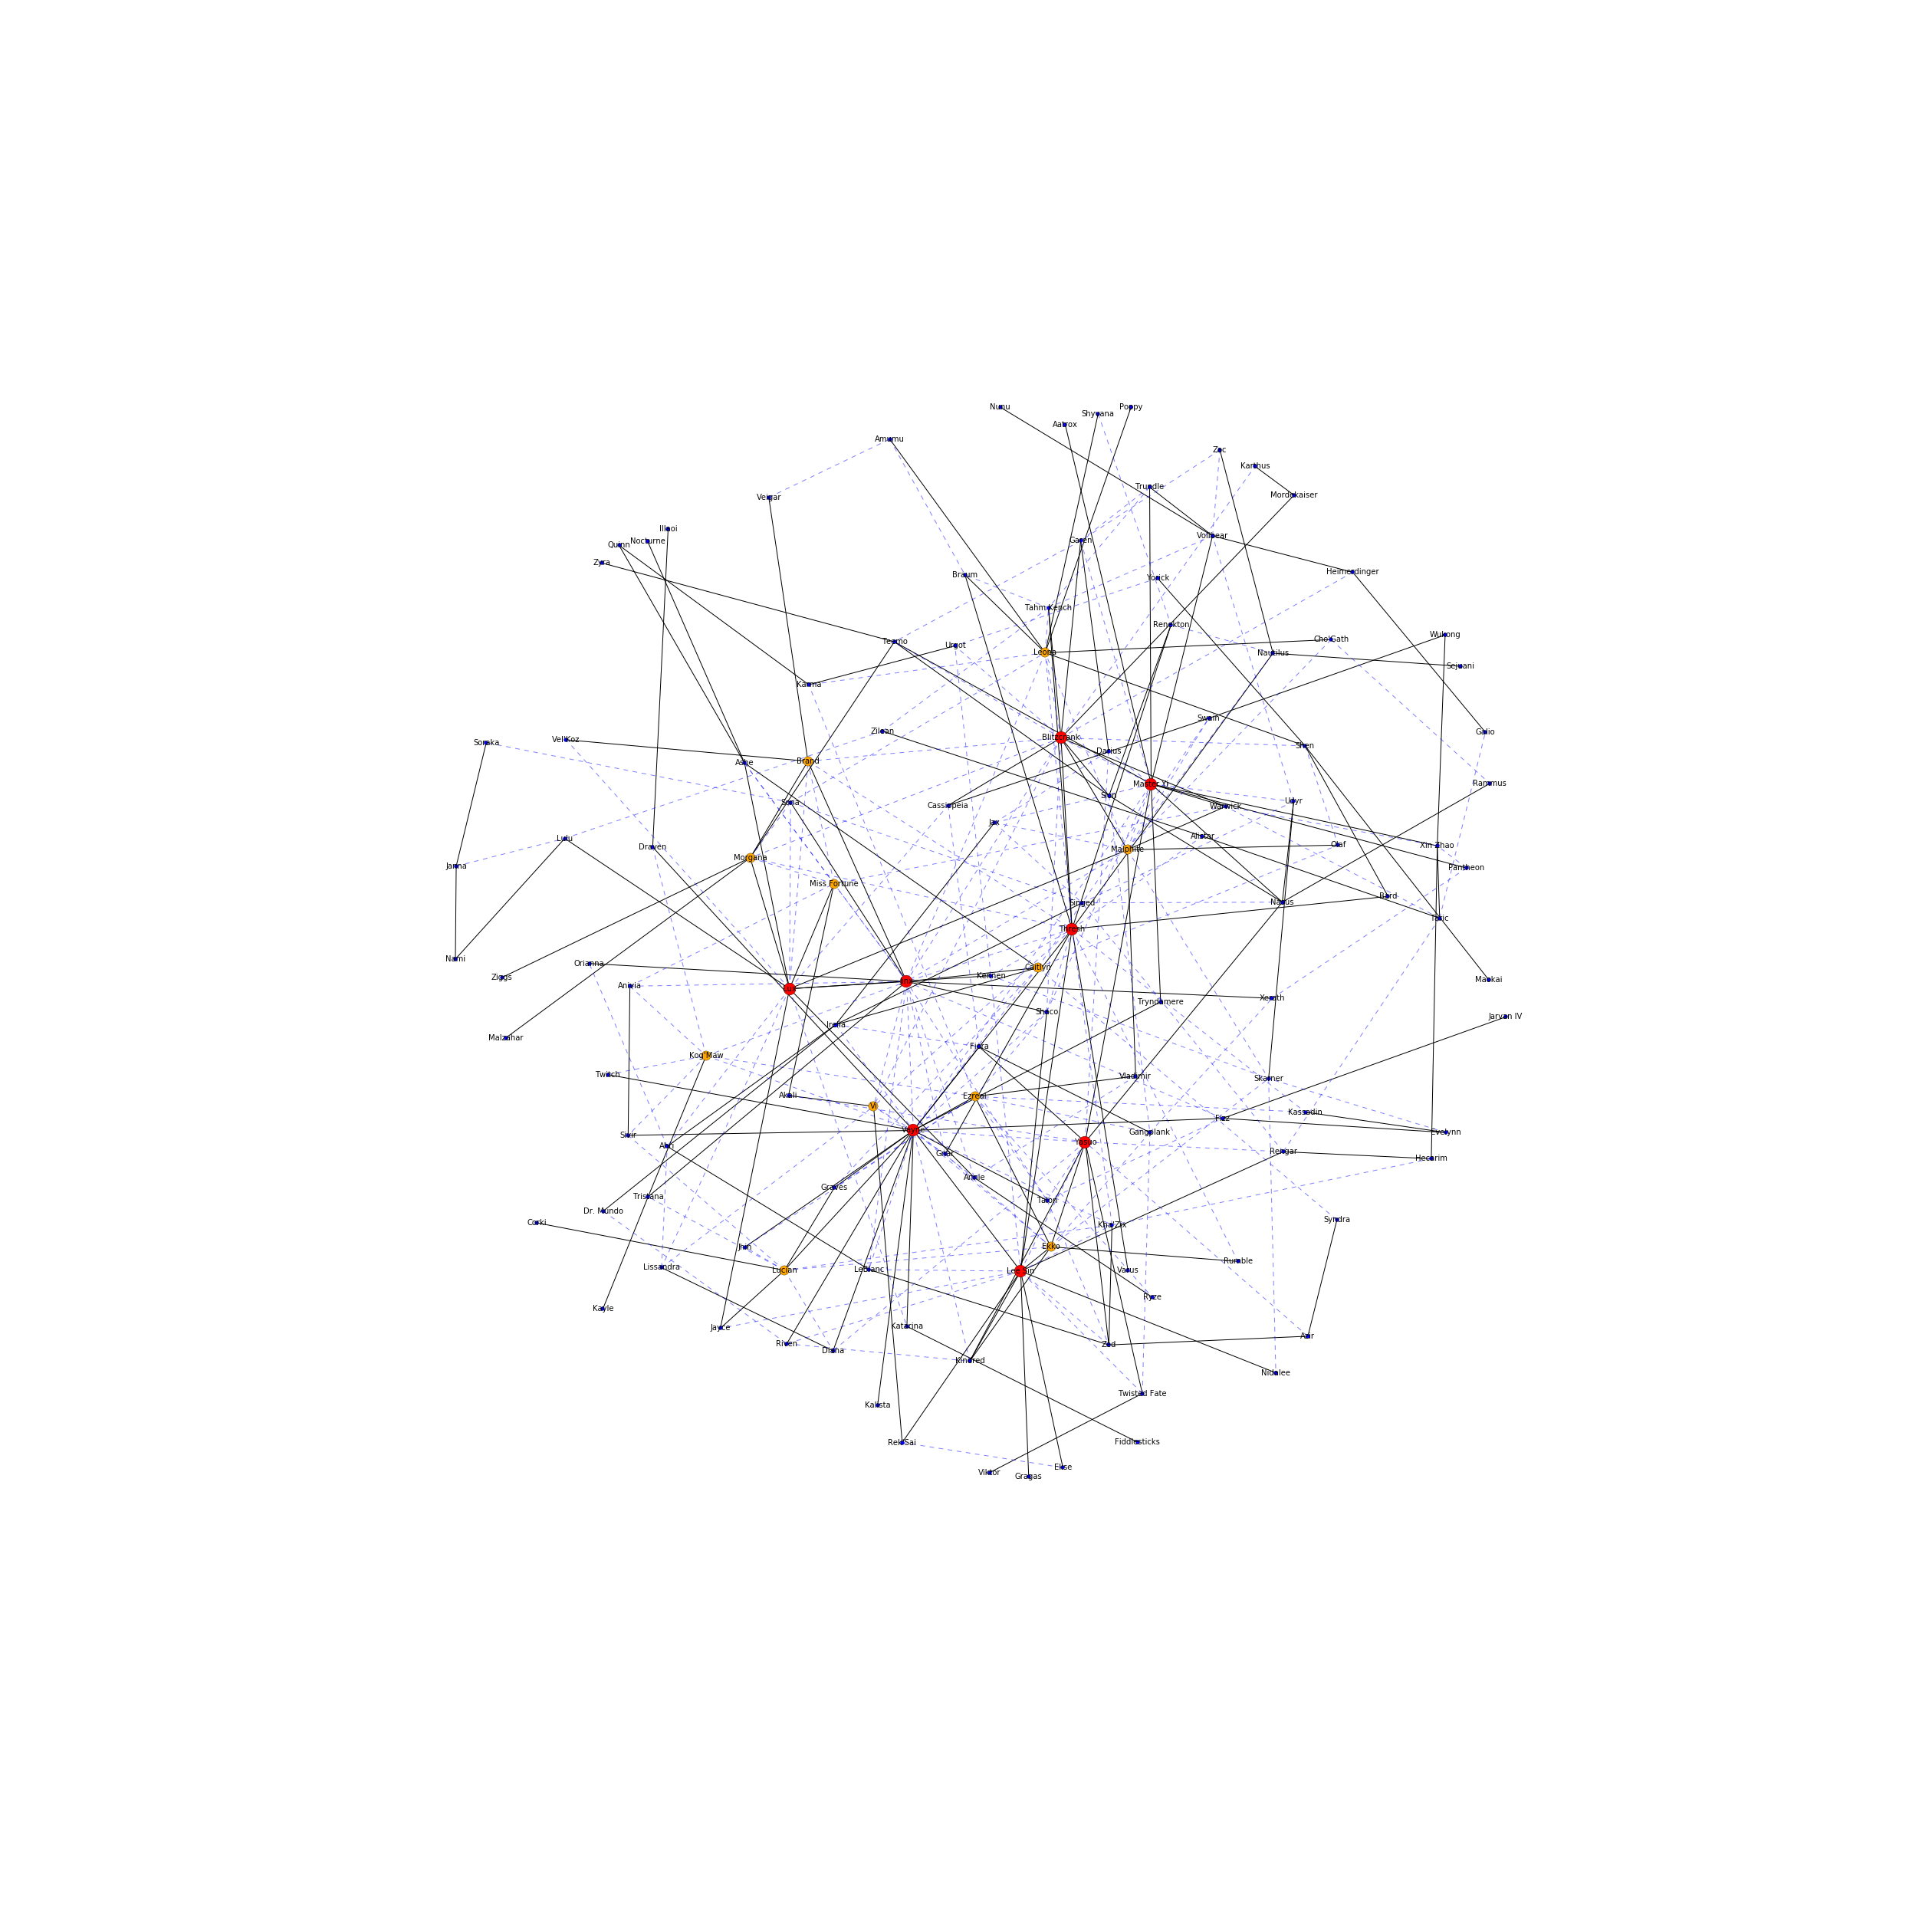 Nunu
Poppy
Shyvana
Aatrox
Amumu
Zac
Karthus
Trundle
Mordekaiser
Veigar
Illaoi
Volibear
Garen
Nocturne
Quinn
Zyra
Heimerdinger
Braum
Yorick
Tahm Kench
Renekton
Wukong
Cho'Gath
Teemo
Urgot
Leona
Nautilus
Sejuani
Karma
Swain
Zilean
Galio
Blitzcrank
Vel'Koz
Soraka
Shen
Darius
Brand
Ashe
Rammus
Master Yi
Sion
Udyr
Sona
Cassiopeia
Warwick
Jax
Alistar
Lulu
Olaf
Xin Zhao
Draven
Malphite
Morgana
Janna
Pantheon
Miss Fortune
Bard
Singed
Nasus
Taric
Thresh
Nami
Orianna
Caitlyn
Ziggs
Kennen
Maokai
Jinx
Anivia
Lux
Xerath
Tryndamere
Shaco
Jarvan IV
Irelia
Malzahar
Fiora
Kog'Maw
Twitch
Vladimir
Skarner
Akali
Ezreal
Vi
Kassadin
Fizz
Vayne
Gangplank
Evelynn
Sivir
Yasuo
Ahri
Rengar
Gnar
Hecarim
Annie
Graves
Tristana
Talon
Dr. Mundo
Syndra
Corki
Kha'Zix
Jhin
Ekko
Rumble
Lissandra
Lucian
Leblanc
Lee Sin
Varus
Ryze
Kayle
Katarina
Jayce
Azir
Riven
Zed
Diana
Kindred
Nidalee
Twisted Fate
Kalista
Rek'Sai
Fiddlesticks
Elise
Viktor
Gragas